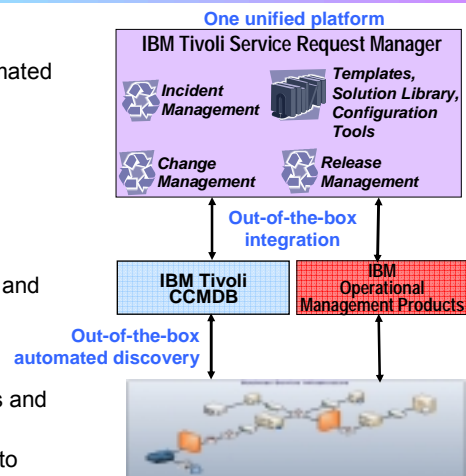 One unified platform
IBM Tivoli Service Request Manager
mated
Incident
Management
Templates,
Solution Library,
Configuration
Tools
Change
Management
Release
Management
Out-of-the-box
integration
and
IBM Tivoli
CCMDB
IBM
Operational
Management Products
Out-of-the-box
automated discovery
s and
to